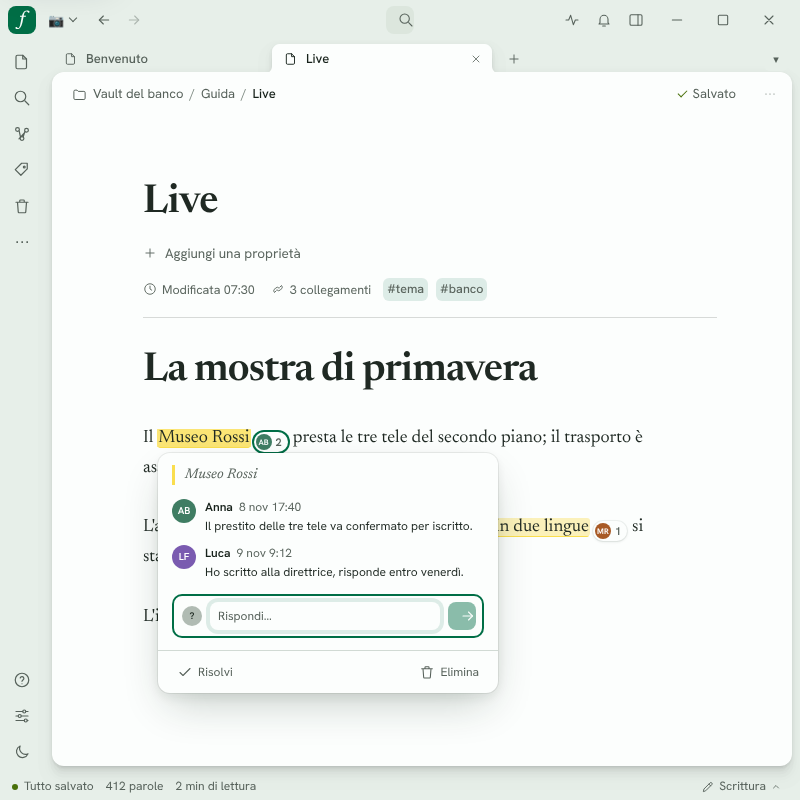 f
Benvenuto
Live
Vault del banco / Guida / Live
Salvato
Live
Aggiungi una proprietà
Modificata 07:30
3 collegamenti
#tema
#banco
La mostra di primavera
Il Museo Rossi AB 2 presta le tre tele del secondo piano; il trasporto è
as
Museo Rossi
AB
Anna 8 nov 17:40
Il prestito delle tre tele va confermato per iscritto.
L'a
n due lingue MR 1 si
sta
LF
Luca 9 nov 9:12
Ho scritto alla direttrice, risponde entro venerdì.
L'i
?
Rispondi...
Risolvi
Elimina
Tutto salvato
412 parole
2 min di lettura
Scrittura